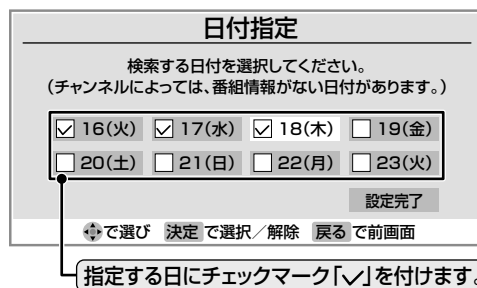 日付指定
検索する日付を選択してください。
（チャンネルによっては、番組情報がない日付があります。）
16(火) 17(水) 18(木) 19(金)
20(土) 21(日) 22(月) 23(火)
設定完了
で選び 決定 で選択／解除 戻る で前画面
指定する日にチェックマーク「✓」を付けます。